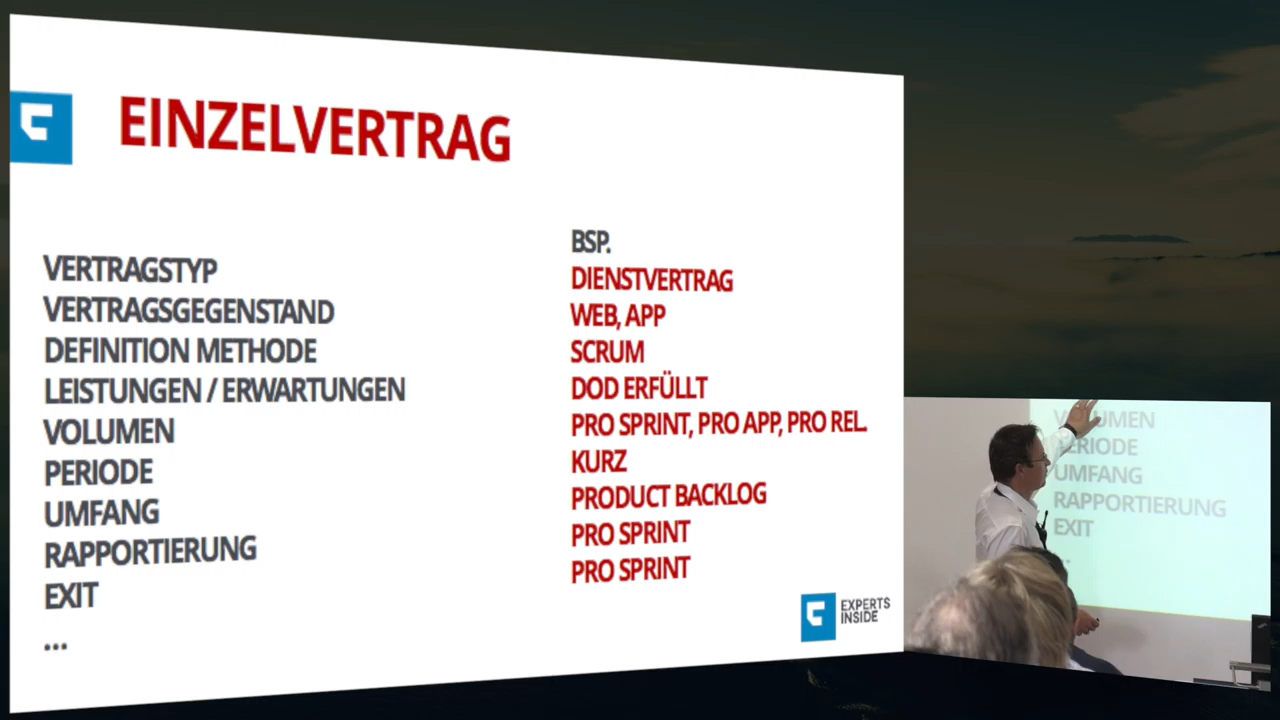 EINZELVERTRAG
VERTRAGSTYP
VERTRAGSGEGENSTAND
DEFINITION METHODE
LEISTUNGEN / ERWARTUNGEN
VOLUMEN
PERIODE
UMFANG
RAPPORTIERUNG
EXIT
...
BSP.
DIENSTVERTRAG
WEB, APP
SCRUM
DOD ERFÜLLT
PRO SPRINT, PRO APP, PRO REL.
KURZ
PRODUCT BACKLOG
PRO SPRINT
PRO SPRINT
EXPERTS
INSIDE
VOLUMEN
PERIODE
UMFANG
RAPPORTIERUNG
EXIT